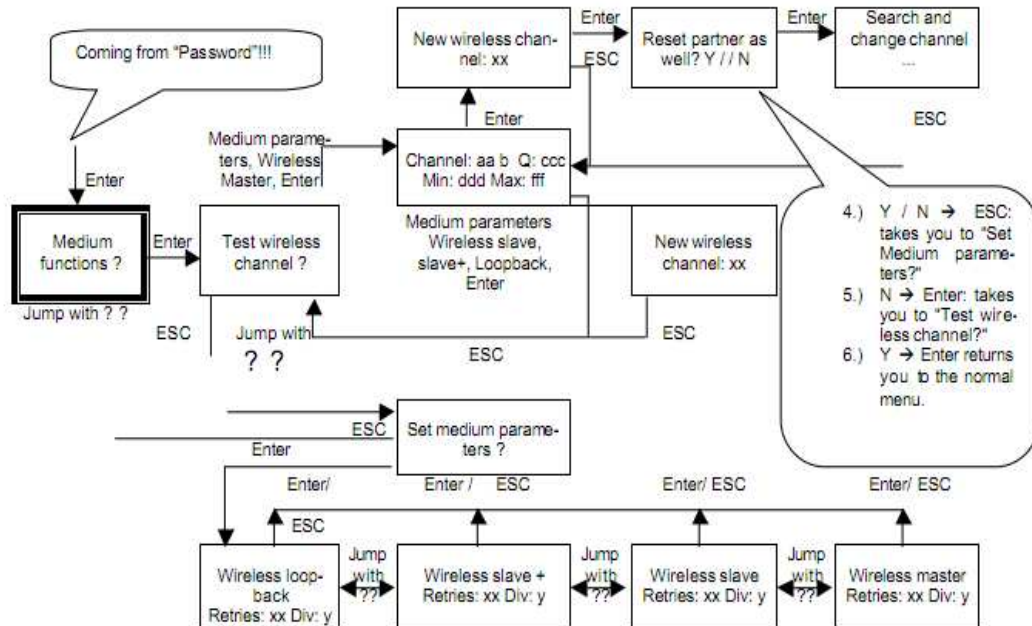 Coming from "Password"!!!
New wireless chan-
nel: xx
Enter
ESC
Reset partner as
well? Y / / N
Enter
Search and
change channel
...
ESC
Enter
Enter
Medium parame-
ters, Wireless
Master, Enter
Channel: aa b Q: ccc
Min: ddd Max: fff
Medium
functions ?
Enter
Test wireless
channel ?
Medium parameters
Wireless slave,
slave+, Loopback,
Enter
New wireless
channel: xx
4.) Y / N → ESC:
takes you to "Set
Medium parame-
ters?"
5.) N → Enter: takes
you to "Test wire-
less channel?"
6.) Y → Enter returns
you to the normal
menu.
Jump with ? ?
ESC
Jump with
? ?
ESC
ESC
ESC
Set medium parame-
ters ?
Enter
Enter/
ESC
Enter / ESC
Enter/ ESC
Enter/ ESC
Wireless loop-
back
Retries: xx Div: y
Jump
with
??
Wireless slave +
Retries: xx Div: y
Jump
with
??
Wireless slave
Retries: xx Div: y
Jump
with
??
Wireless master
Retries: xx Div: y